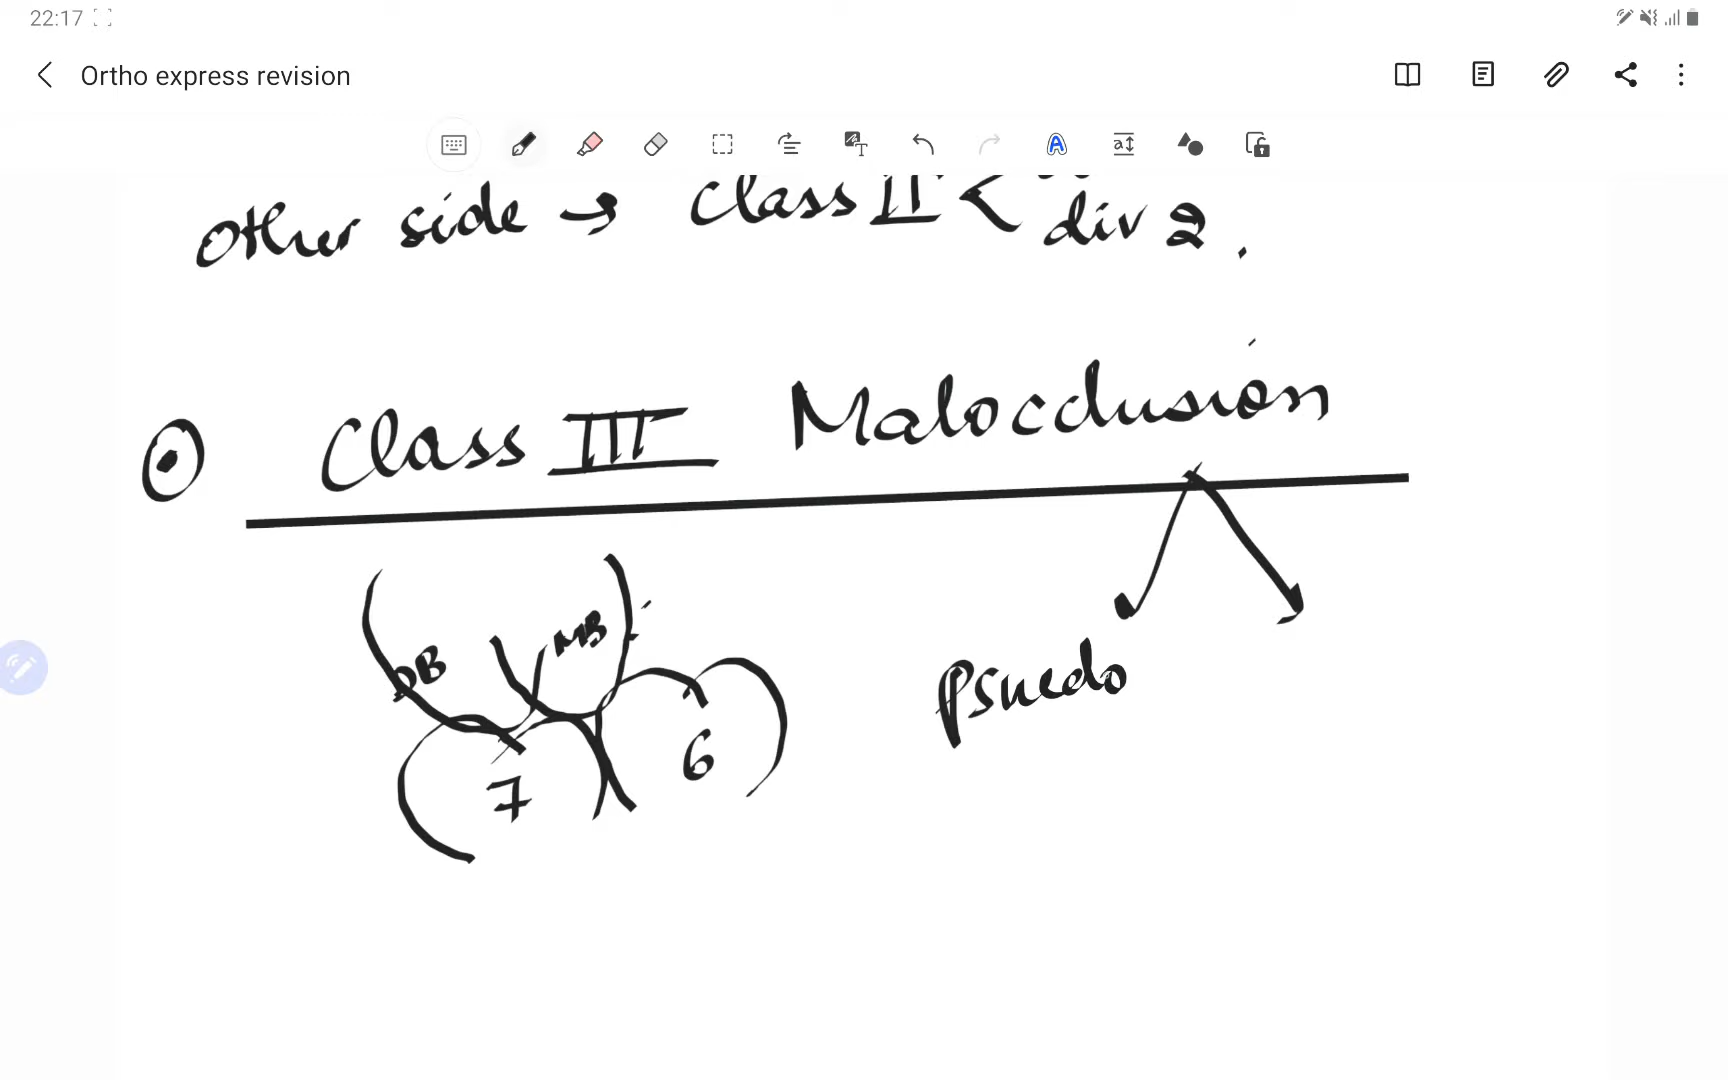 22:17
Ortho express revision
other side → class II < div 2.
⊙ Class III Malocclusion
DB MB
7 6
psuedo